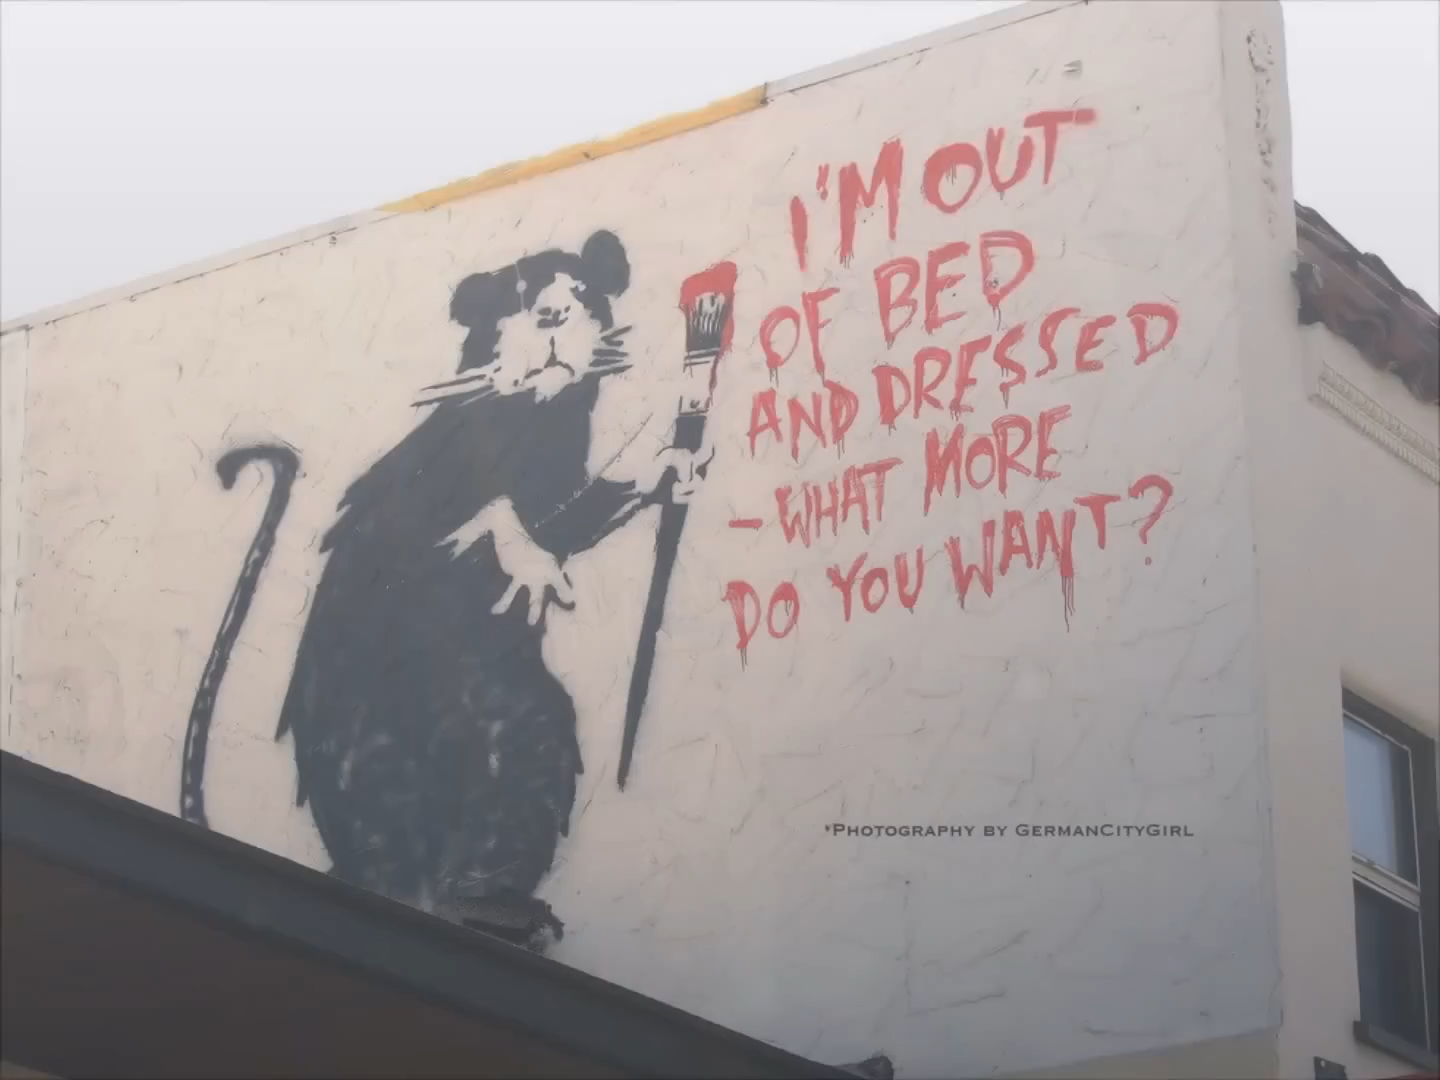 I'M OUT
OF BED
AND DRESSED
- WHAT MORE
DO YOU WANT?
*PHOTOGRAPHY BY GERMANCITYGIRL